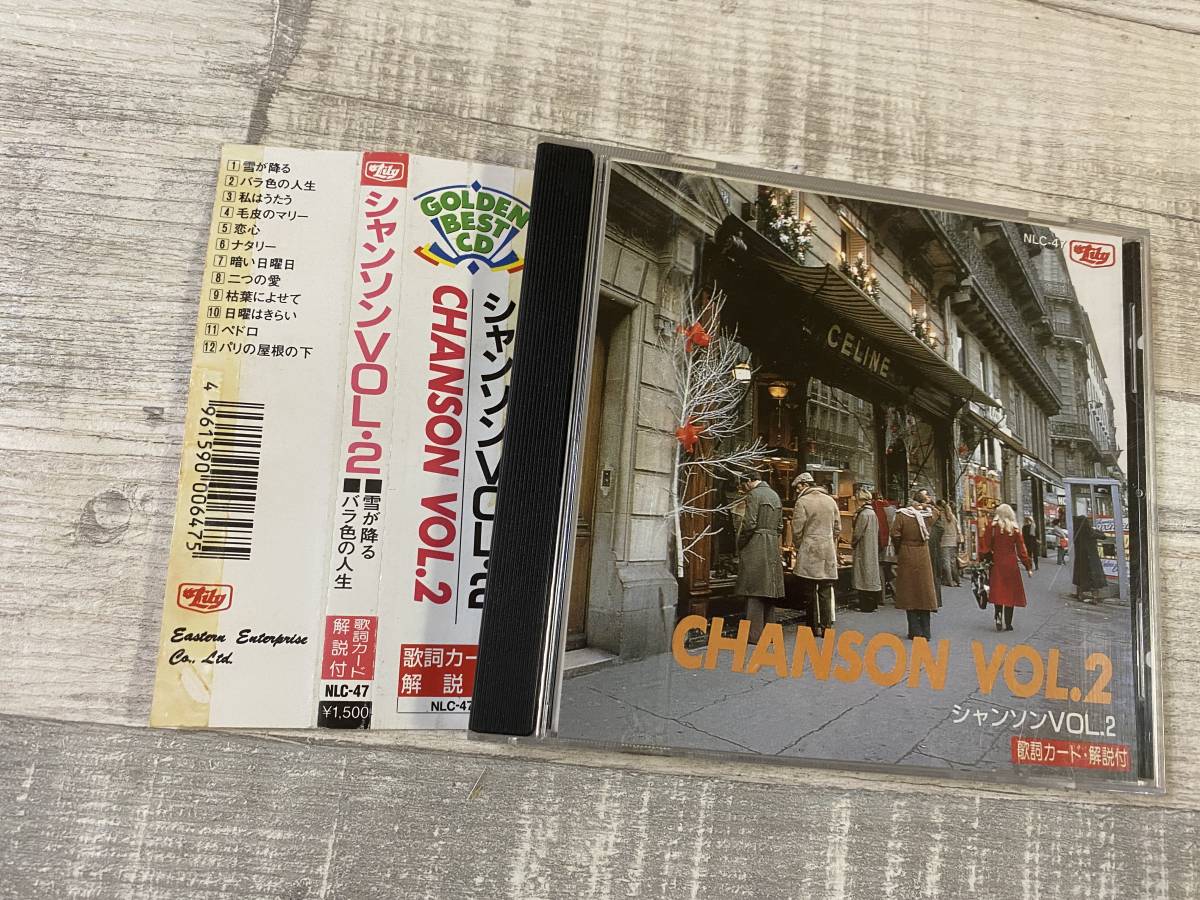 1 雪が降る
2 バラ色の人生
3 私はうたう
4 毛皮のマリー
5 恋心
6 ナタリー
7 暗い日曜日
8 二つの愛
9 枯葉によせて
10 日曜はきらい
11 ペドロ
12 パリの屋根の下
4 961590 006475
Lily
Eastern Enterprise
Co., Ltd.
Lily
シャンソンVOL.2
■雪が降る
■バラ色の人生
歌詞カード
解説付
NLC-47
¥1,500
GOLDEN
BEST
CD
シャンソンVOL.2
CHANSON VOL.2
歌詞カー
解説
NLC-47
NLC-47
Lily
CELINE
CHANSON VOL.2
シャンソンVOL.2
歌詞カード・解説付